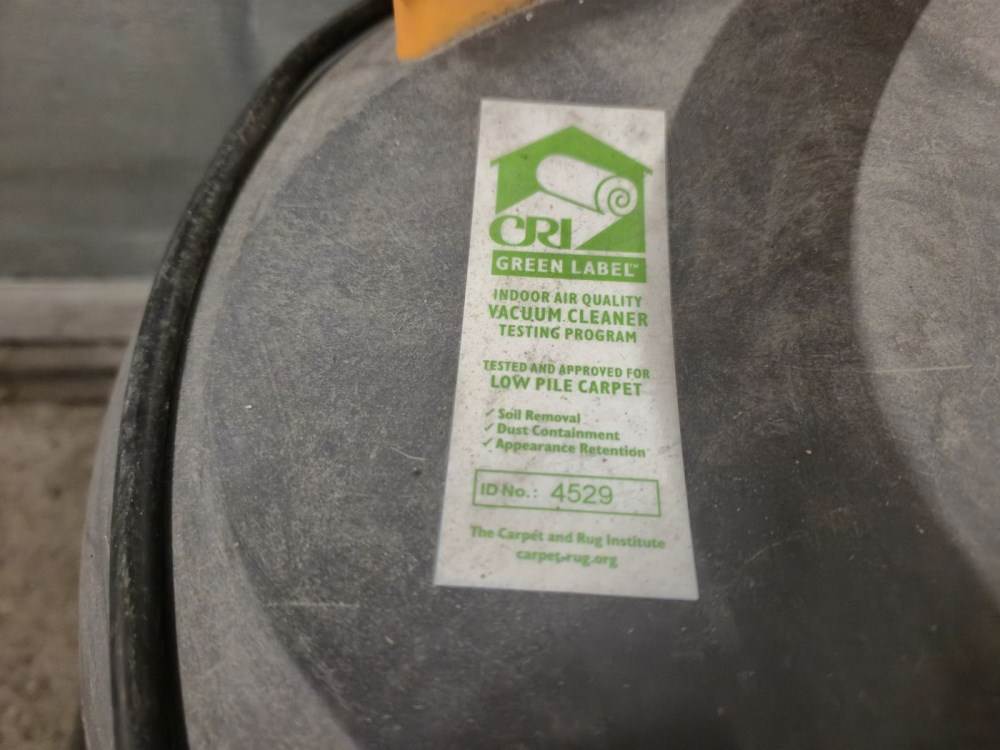 CRI
GREEN LABEL™
INDOOR AIR QUALITY
VACUUM CLEANER
TESTING PROGRAM
TESTED AND APPROVED FOR
LOW PILE CARPET
✓ Soil Removal
✓ Dust Containment
✓ Appearance Retention
ID No.: 4529
The Carpet and Rug Institute
carpet-rug.org